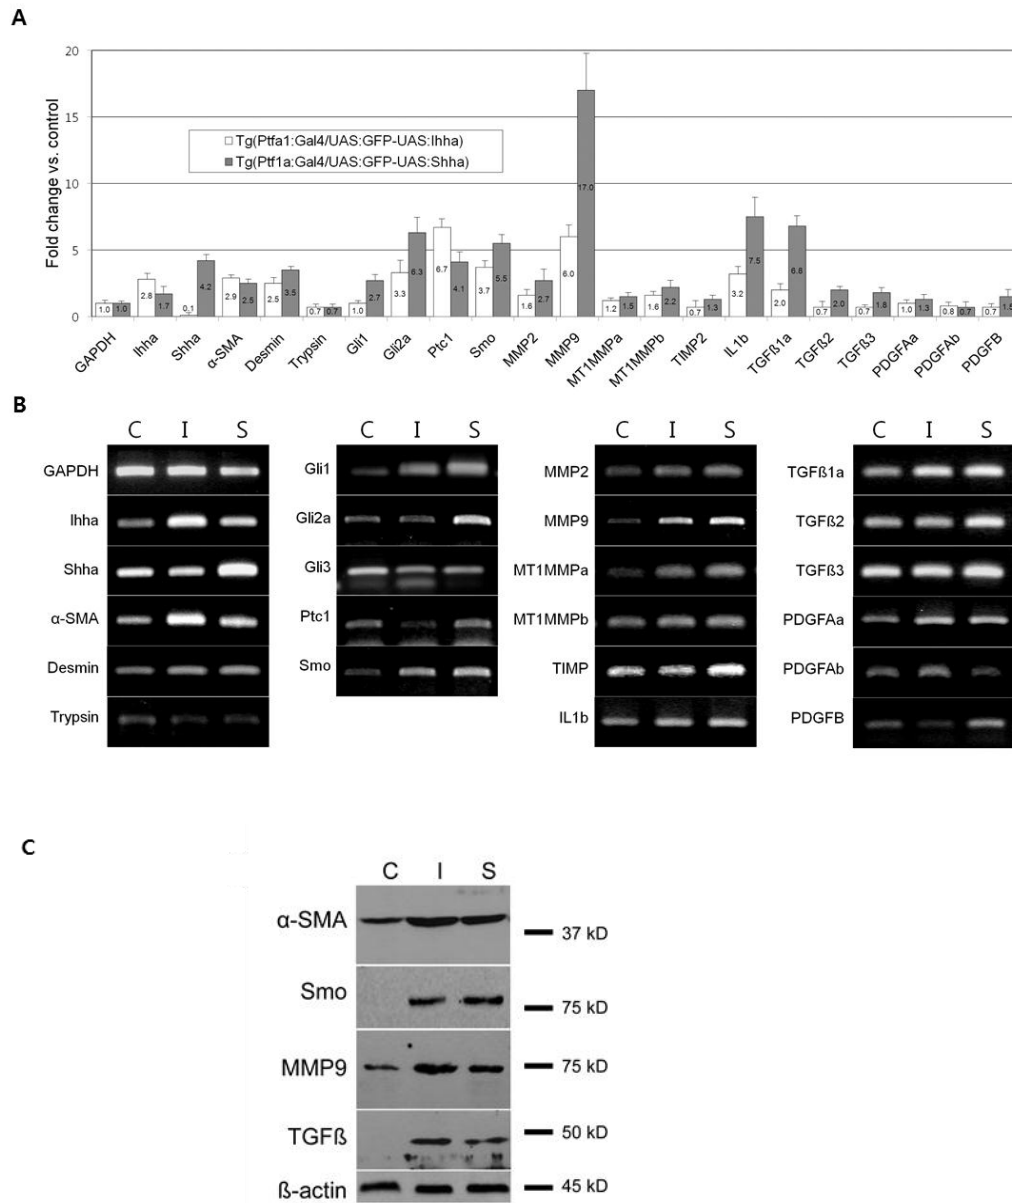 A
20
15
10
5
0
Fold change vs. control
Tg(Ptfa1:Gal4/UAS:GFP-UAS:Ihha)
Tg(Ptf1a:Gal4/UAS:GFP-UAS:Shha)
1.0 1.0 2.8 1.7 0.1 4.2 2.9 2.5 2.5 3.5 0.7 0.7 1.0 2.7 3.3 6.3 6.7 4.1 3.7 5.5 1.6 2.7 6.0 17.0 1.2 1.5 1.6 2.2 0.7 1.3 3.2 7.5 2.0 6.8 0.7 2.0 0.7 1.8 1.0 1.3 0.8 0.7 0.7 1.5
GAPDH Ihha Shha α-SMA Desmin Trypsin Gli1 Gli2a Ptc1 Smo MMP2 MMP9 MT1MMPa MT1MMPb TIMP2 IL1b TGFß1a TGFß2 TGFß3 PDGFAa PDGFAb PDGFB
B
C I S
GAPDH
Ihha
Shha
α-SMA
Desmin
Trypsin
C I S
Gli1
Gli2a
Gli3
Ptc1
Smo
C I S
MMP2
MMP9
MT1MMPa
MT1MMPb
TIMP
IL1b
C I S
TGFß1a
TGFß2
TGFß3
PDGFAa
PDGFAb
PDGFB
C
C I S
α-SMA
37 kD
Smo
75 kD
MMP9
75 kD
TGFß
50 kD
ß-actin
45 kD